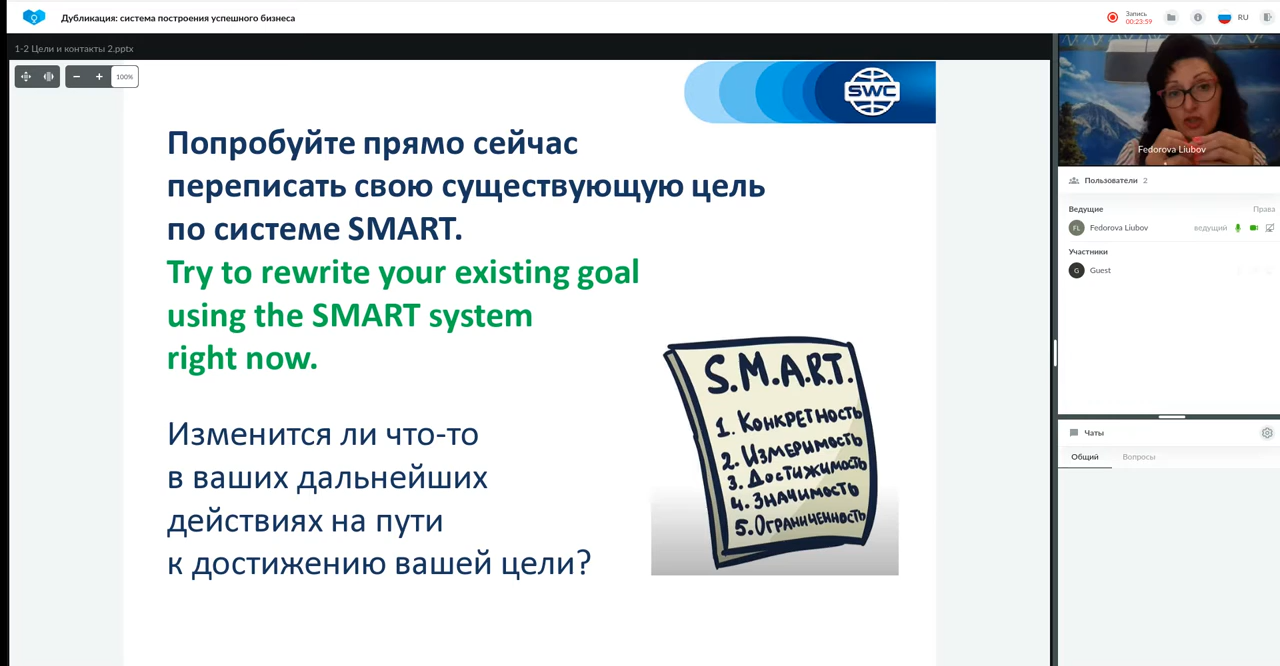 Дубликация: система построения успешного бизнеса
Запись
00:23:59
RU
1-2 Цели и контакты 2.pptx
100%
SWC
Попробуйте прямо сейчас
переписать свою существующую цель
по системе SMART.
Try to rewrite your existing goal
using the SMART system
right now.
Изменится ли что-то
в ваших дальнейших
действиях на пути
к достижению вашей цели?
S.M.A.R.T.
1. Конкретность
2. Измеримость
3. Достижимость
4. Значимость
5. Ограниченность
Fedorova Liubov
Пользователи 2
Ведущие Права
FL Fedorova Liubov ведущий
Участники
G Guest
Чаты
Общий Вопросы